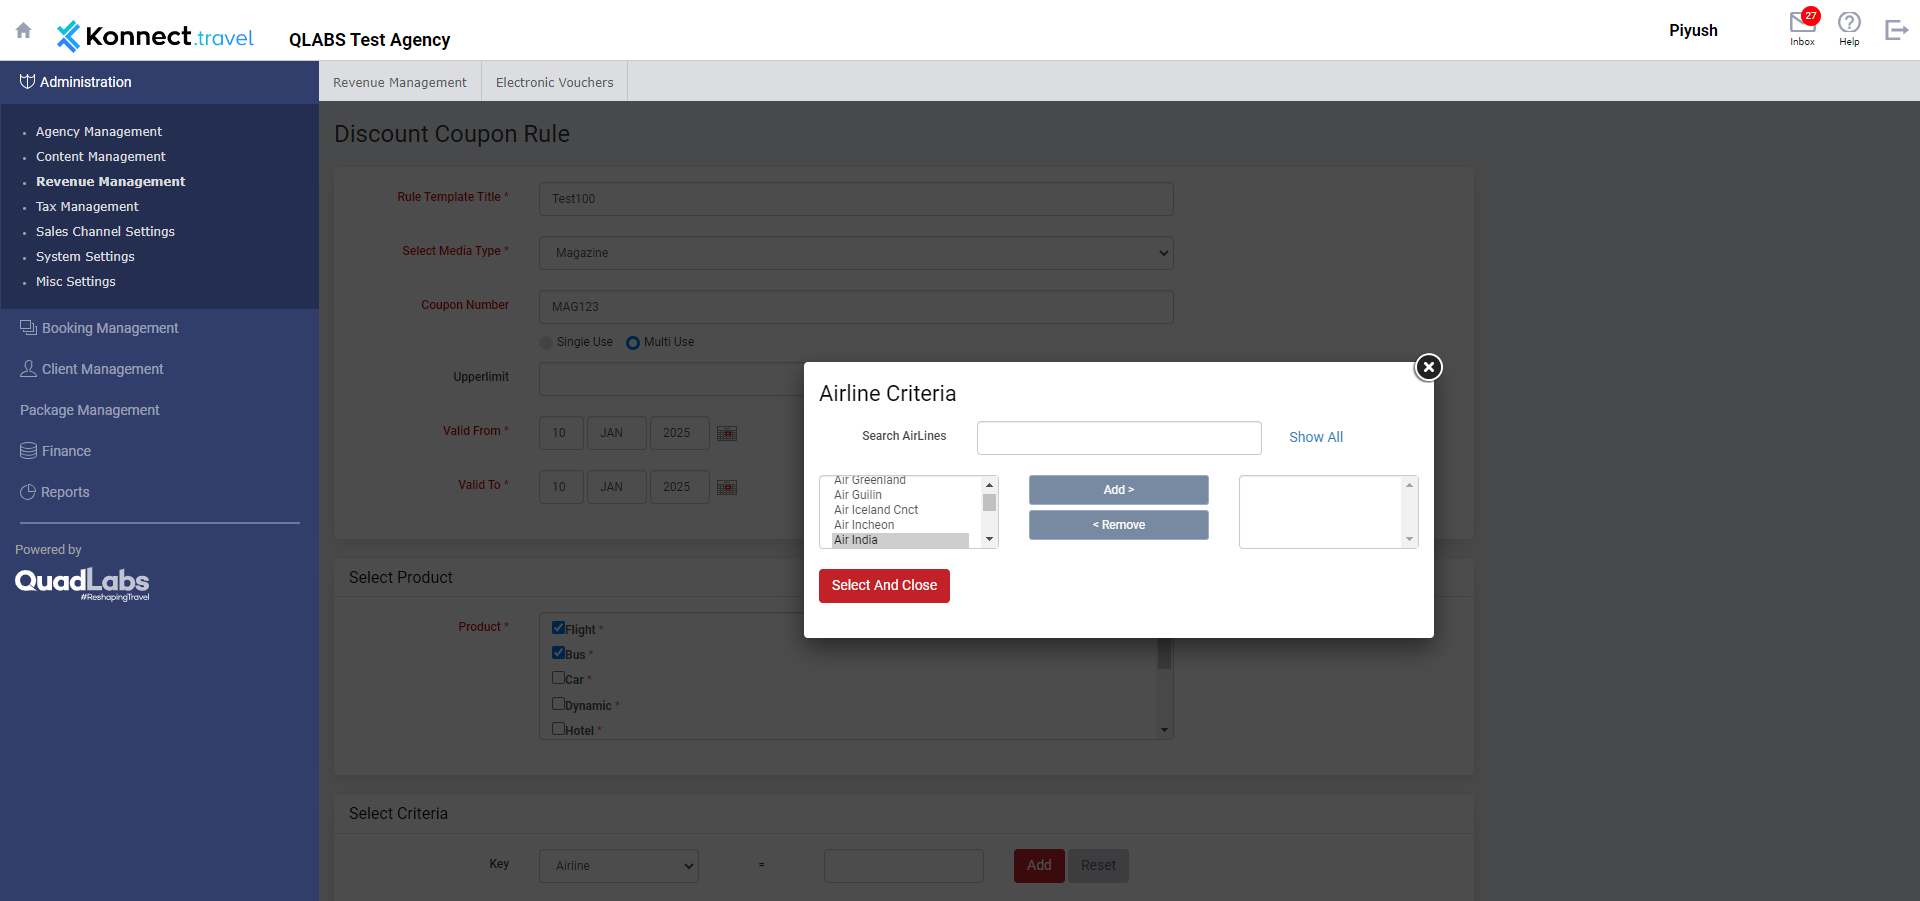 Konnect.travel
QLABS Test Agency
Piyush
27
Inbox
Help
Administration
Agency Management
Content Management
Revenue Management
Tax Management
Sales Channel Settings
System Settings
Misc Settings
Booking Management
Client Management
Package Management
Finance
Reports
Powered by
QuadLabs
#ReshapingTravel
Revenue Management
Electronic Vouchers
Discount Coupon Rule
Rule Template Title *
Test100
Select Media Type *
Magazine
Coupon Number
MAG123
Single Use
Multi Use
Upperlimit
Valid From *
10
JAN
2025
Valid To *
10
JAN
2025
Select Product
Product *
Flight *
Bus *
Car *
Dynamic *
Hotel *
Select Criteria
Key
Airline
=
Add
Reset
Airline Criteria
Search AirLines
Show All
Air Greenland
Air Guilin
Air Iceland Cnct
Air Incheon
Air India
Add >
< Remove
Select And Close